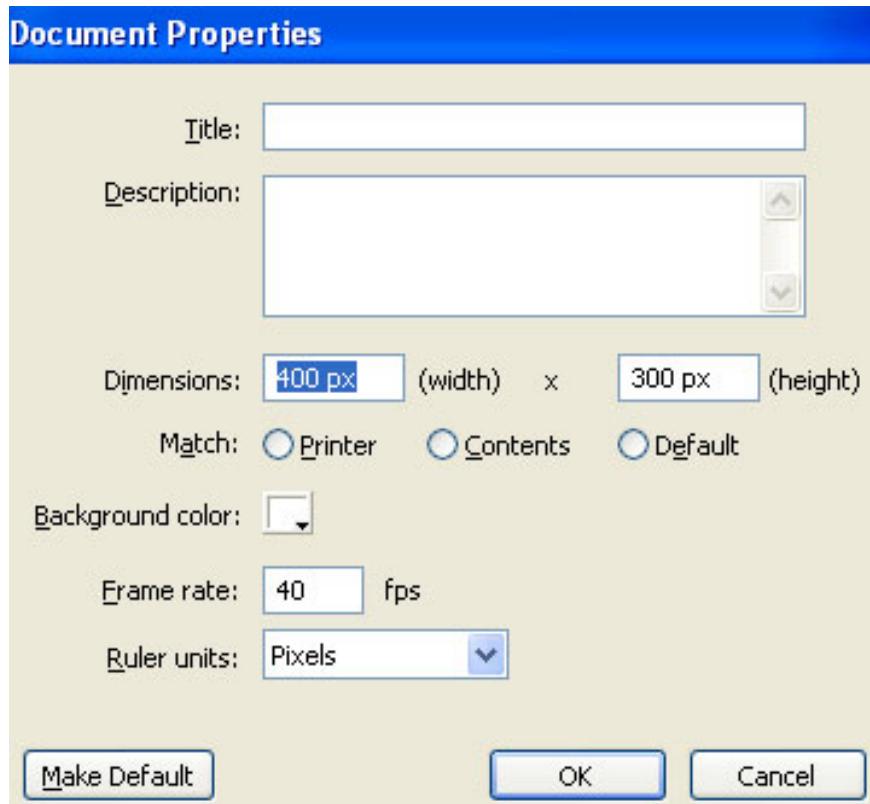 Document Properties
Title:
Description:
Dimensions: 400 px (width) x 300 px (height)
Match: Printer Contents Default
Background color:
Frame rate: 40 fps
Ruler units: Pixels
Make Default OK Cancel